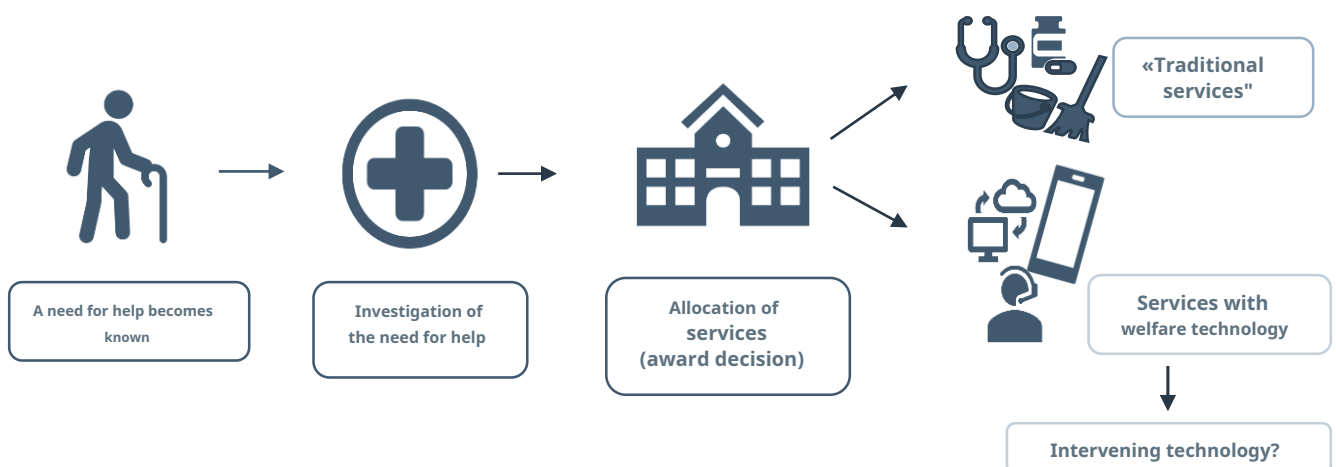 A need for help becomes
known
Investigation of
the need for help
Allocation of
services
(award decision)
«Traditional
services"
Services with
welfare technology
Intervening technology?